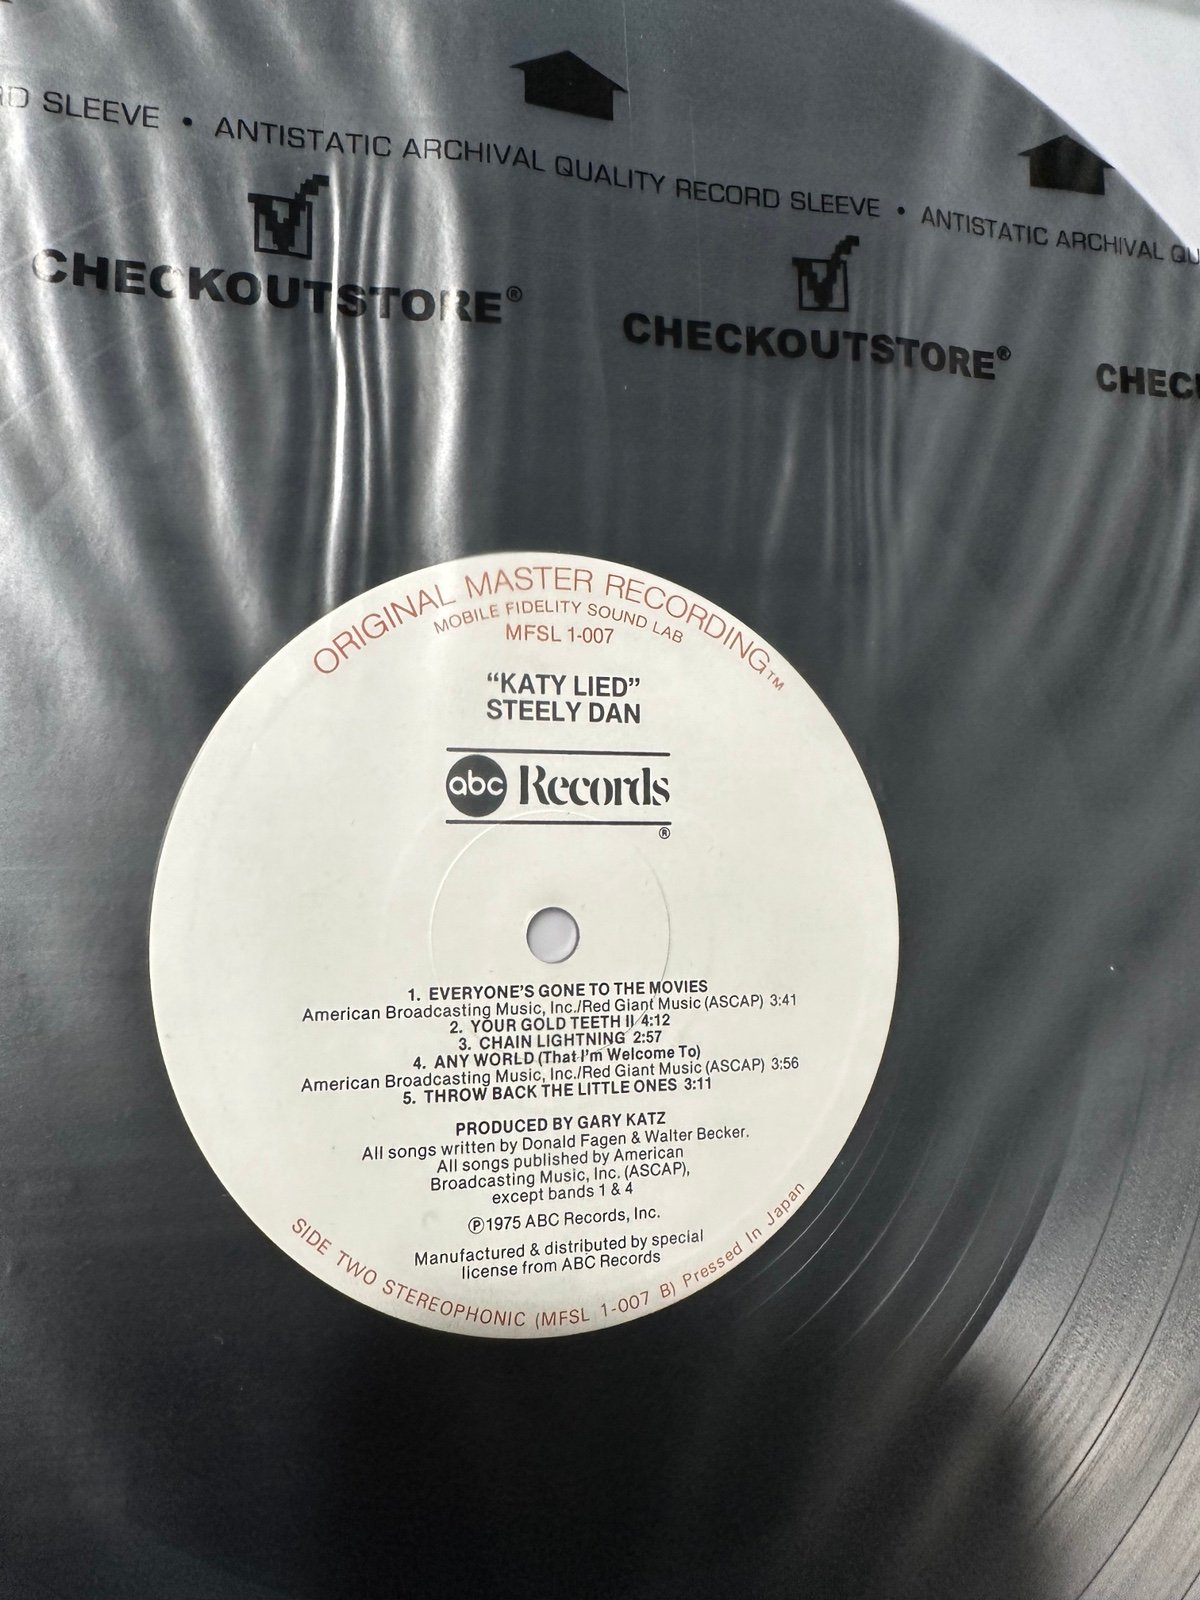 RD SLEEVE • ANTISTATIC ARCHIVAL QUALITY RECORD SLEEVE • ANTISTATIC ARCHIVAL QU
CHECKOUTSTORE® CHECKOUTSTORE® CHECK
ORIGINAL MASTER RECORDING™
MOBILE FIDELITY SOUND LAB
MFSL 1-007
“KATY LIED”
STEELY DAN
abc Records
®
1. EVERYONE'S GONE TO THE MOVIES
American Broadcasting Music, Inc./Red Giant Music (ASCAP) 3:41
2. YOUR GOLD TEETH II 4:12
3. CHAIN LIGHTNING 2:57
4. ANY WORLD (That I'm Welcome To)
American Broadcasting Music, Inc./Red Giant Music (ASCAP) 3:56
5. THROW BACK THE LITTLE ONES 3:11
PRODUCED BY GARY KATZ
All songs written by Donald Fagen & Walter Becker.
All songs published by American
Broadcasting Music, Inc. (ASCAP),
except bands 1 & 4
℗1975 ABC Records, Inc.
Manufactured & distributed by special
license from ABC Records
SIDE TWO STEREOPHONIC (MFSL 1-007 B) Pressed In Japan